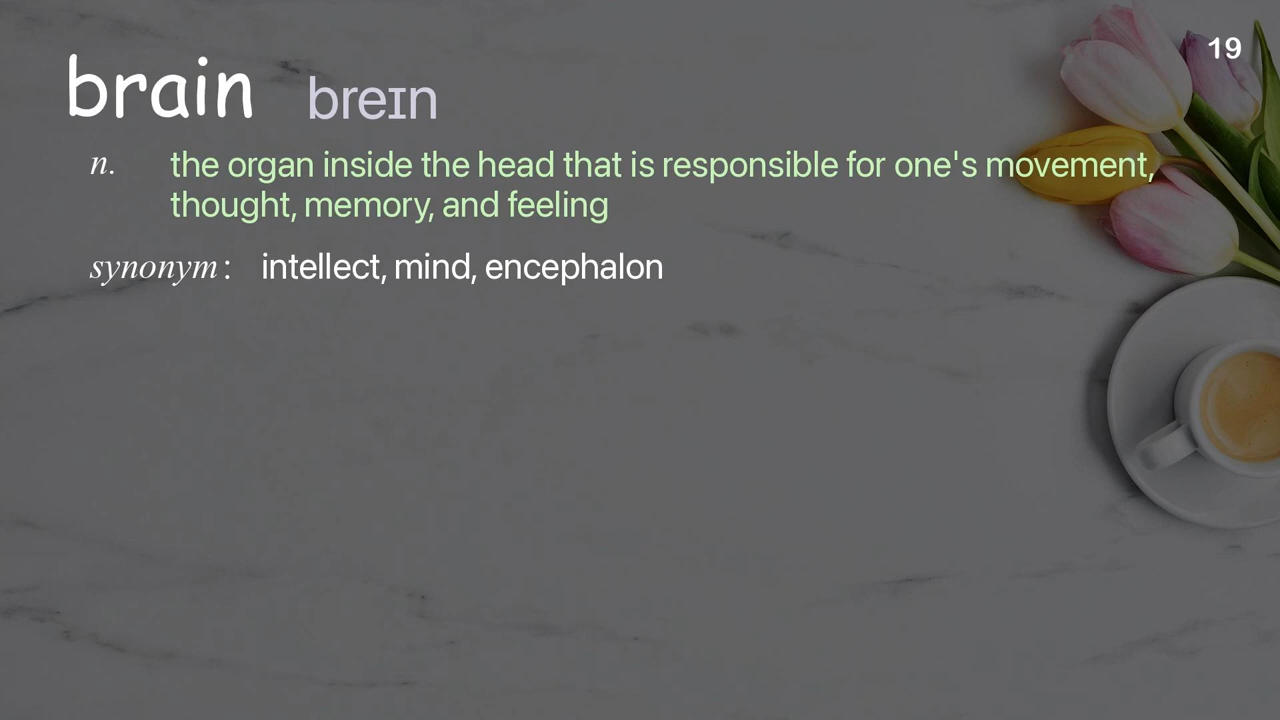 19
brain breɪn
n. the organ inside the head that is responsible for one's movement,
thought, memory, and feeling
synonym: intellect, mind, encephalon